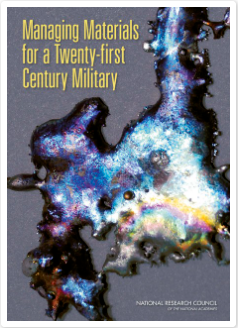 Managing Materials
for a Twenty-first
Century Military
NATIONAL RESEARCH COUNCIL
OF THE NATIONAL ACADEMIES